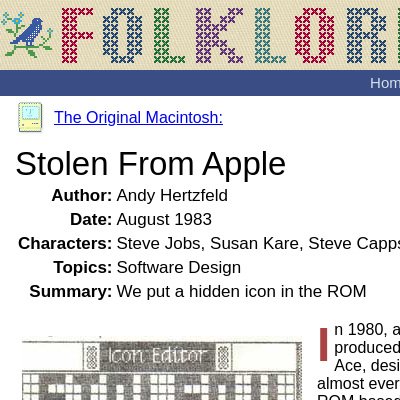 FOLKLOR
Hom
The Original Macintosh:
Stolen From Apple
Author: Andy Hertzfeld
Date: August 1983
Characters: Steve Jobs, Susan Kare, Steve Capps
Topics: Software Design
Summary: We put a hidden icon in the ROM
Icon Editor
In 1980, a
produced
Ace, desi
almost ever
ROM based